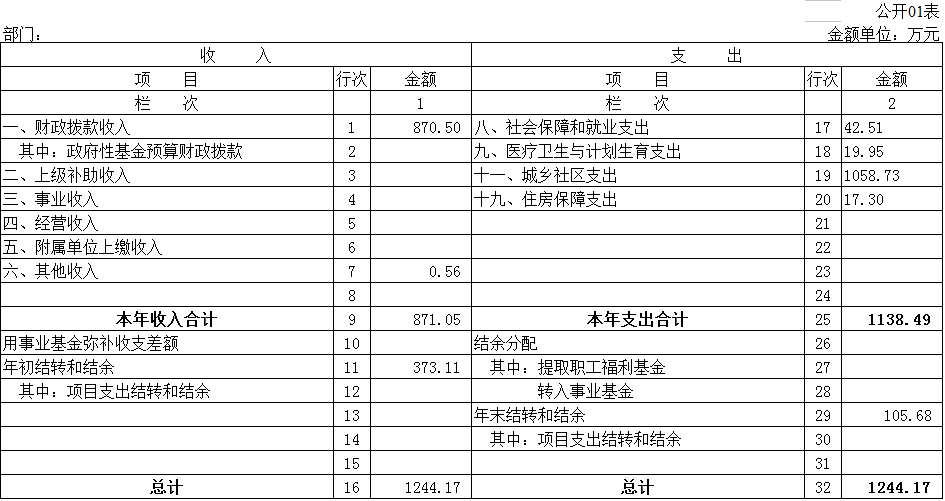 公开01表
部门： 金额单位：万元
收 入 支 出
项 目 行次 金额 项 目 行次 金额
栏 次 1 栏 次 2
一、财政拨款收入 1 870.50 八、社会保障和就业支出 17 42.51
其中：政府性基金预算财政拨款 2 九、医疗卫生与计划生育支出 18 19.95
二、上级补助收入 3 十一、城乡社区支出 19 1058.73
三、事业收入 4 十九、住房保障支出 20 17.30
四、经营收入 5 21
五、附属单位上缴收入 6 22
六、其他收入 7 0.56 23
8 24
本年收入合计 9 871.05 本年支出合计 25 1138.49
用事业基金弥补收支差额 10 结余分配 26
年初结转和结余 11 373.11 其中：提取职工福利基金 27
其中：项目支出结转和结余 12 转入事业基金 28
13 年末结转和结余 29 105.68
14 其中：项目支出结转和结余 30
15 31
总计 16 1244.17 总计 32 1244.17